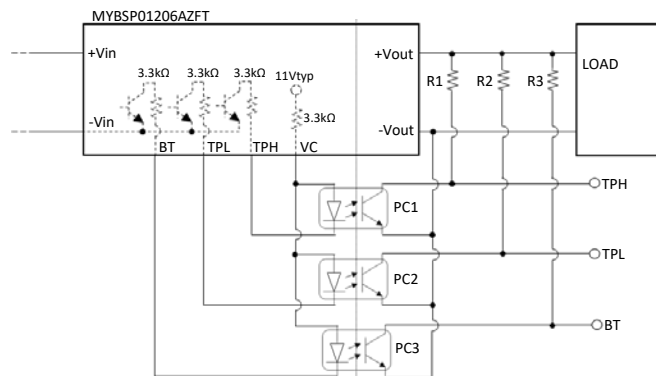 MYBSP01206AZFT
+Vin
+Vout
LOAD
3.3kΩ
3.3kΩ
3.3kΩ
11Vtyp
3.3kΩ
R1
R2
R3
-Vin
-Vout
BT
TPL
TPH
VC
PC1
TPH
PC2
TPL
PC3
BT